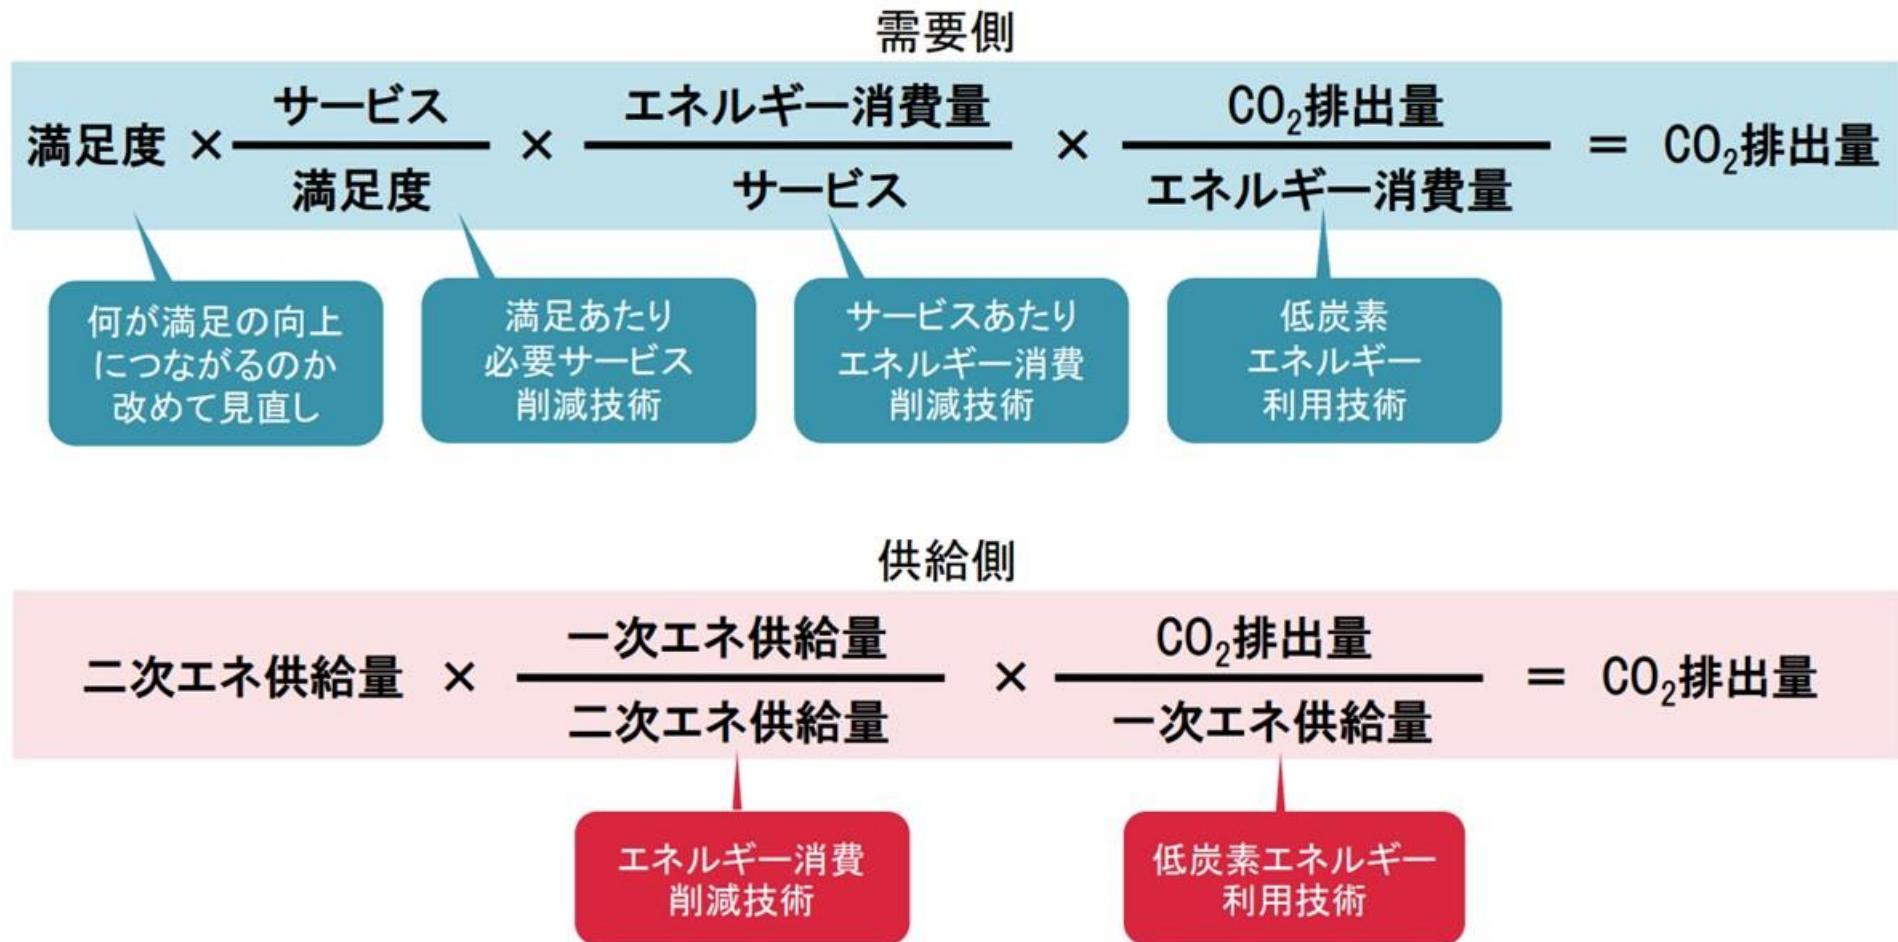 需要側
満足度 × サービス/満足度 × エネルギー消費量/サービス × CO₂排出量/エネルギー消費量 = CO₂排出量
何が満足の向上
につながるのか
改めて見直し
満足あたり
必要サービス
削減技術
サービスあたり
エネルギー消費
削減技術
低炭素
エネルギー
利用技術
供給側
二次エネ供給量 × 一次エネ供給量/二次エネ供給量 × CO₂排出量/一次エネ供給量 = CO₂排出量
エネルギー消費
削減技術
低炭素エネルギー
利用技術